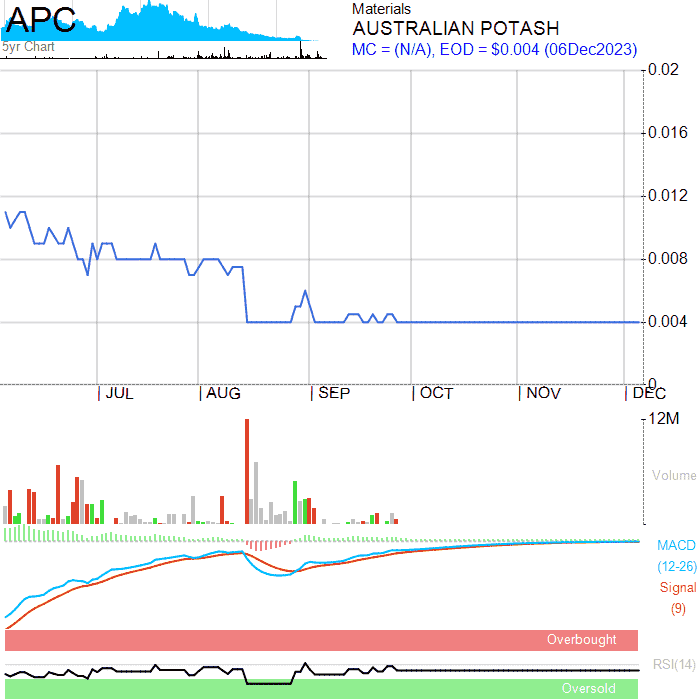 APC
5yr Chart
Materials
AUSTRALIAN POTASH
MC = (N/A), EOD = $0.004 (06Dec2023)
0.02
0.016
0.012
0.008
0.004
0
JUL
AUG
SEP
OCT
NOV
DEC
12M
Volume
MACD
(12-26)
Signal
(9)
Overbought
RSI(14)
Oversold